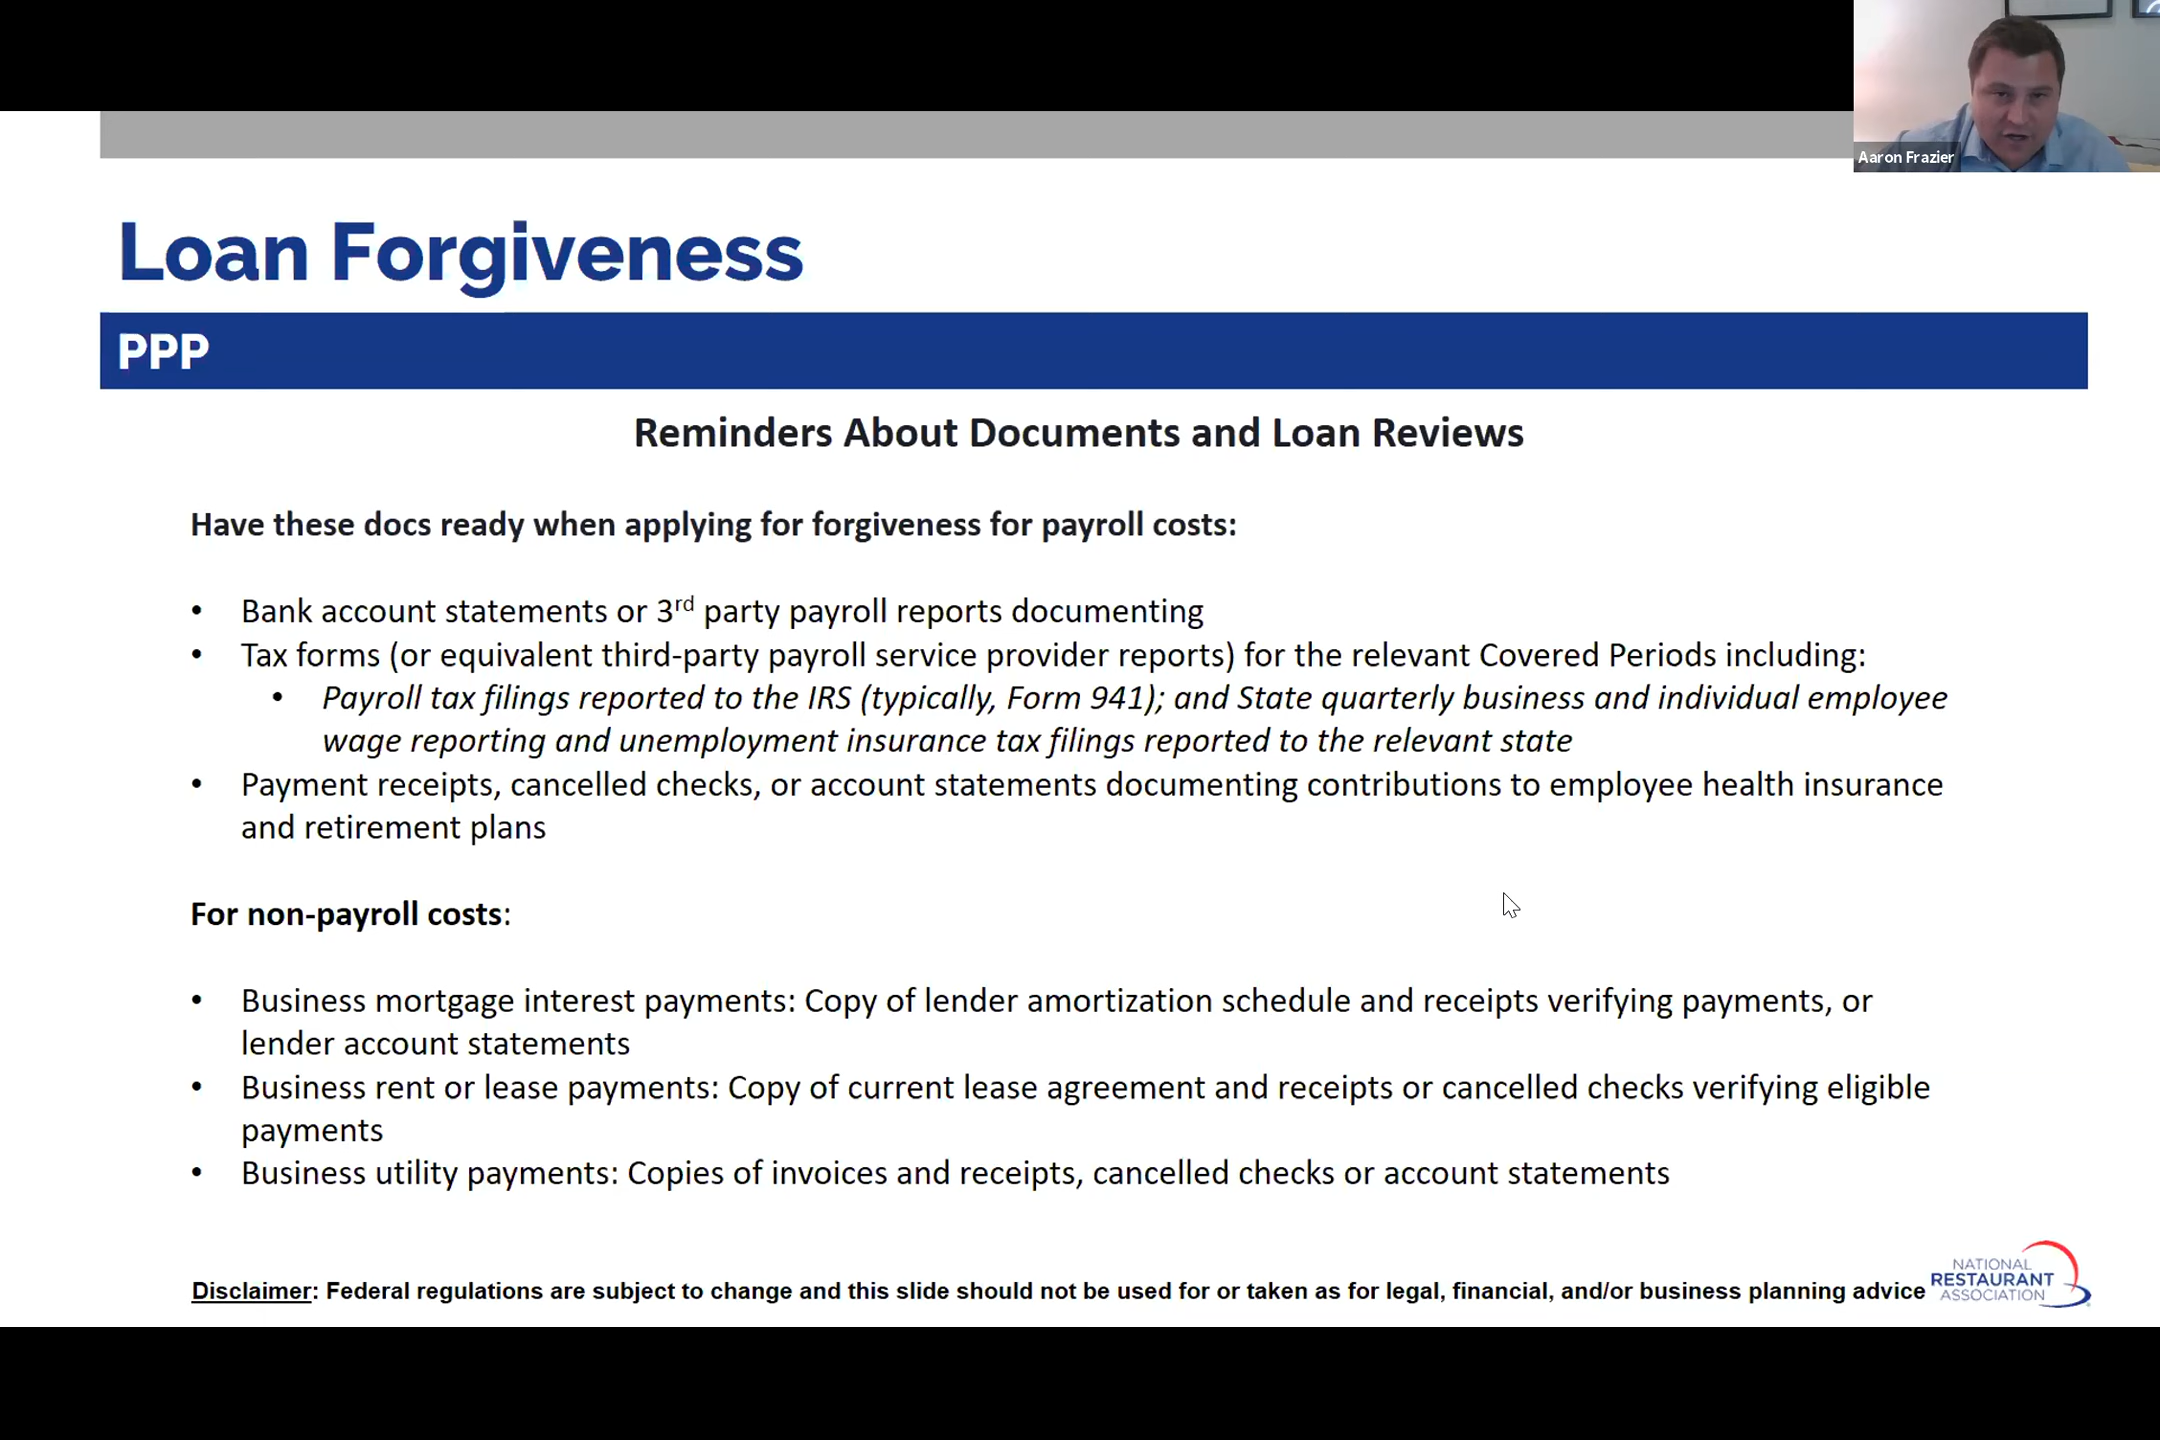 Aaron Frazier
Loan Forgiveness
PPP
Reminders About Documents and Loan Reviews
Have these docs ready when applying for forgiveness for payroll costs:
• Bank account statements or 3rd party payroll reports documenting
• Tax forms (or equivalent third-party payroll service provider reports) for the relevant Covered Periods including:
• Payroll tax filings reported to the IRS (typically, Form 941); and State quarterly business and individual employee
wage reporting and unemployment insurance tax filings reported to the relevant state
• Payment receipts, cancelled checks, or account statements documenting contributions to employee health insurance
and retirement plans
For non-payroll costs:
• Business mortgage interest payments: Copy of lender amortization schedule and receipts verifying payments, or
lender account statements
• Business rent or lease payments: Copy of current lease agreement and receipts or cancelled checks verifying eligible
payments
• Business utility payments: Copies of invoices and receipts, cancelled checks or account statements
Disclaimer: Federal regulations are subject to change and this slide should not be used for or taken as for legal, financial, and/or business planning advice
NATIONAL
RESTAURANT
ASSOCIATION